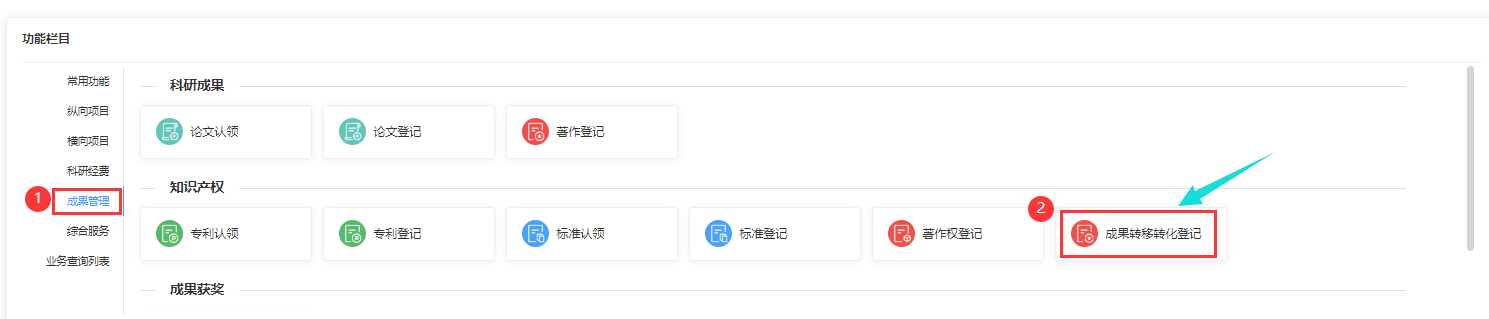 功能栏目
常用功能
纵向项目
横向项目
科研经费
1
成果管理
综合服务
业务查询列表
科研成果
论文认领
论文登记
著作登记
知识产权
专利认领
专利登记
标准认领
标准登记
著作权登记
2
成果转移转化登记
成果获奖